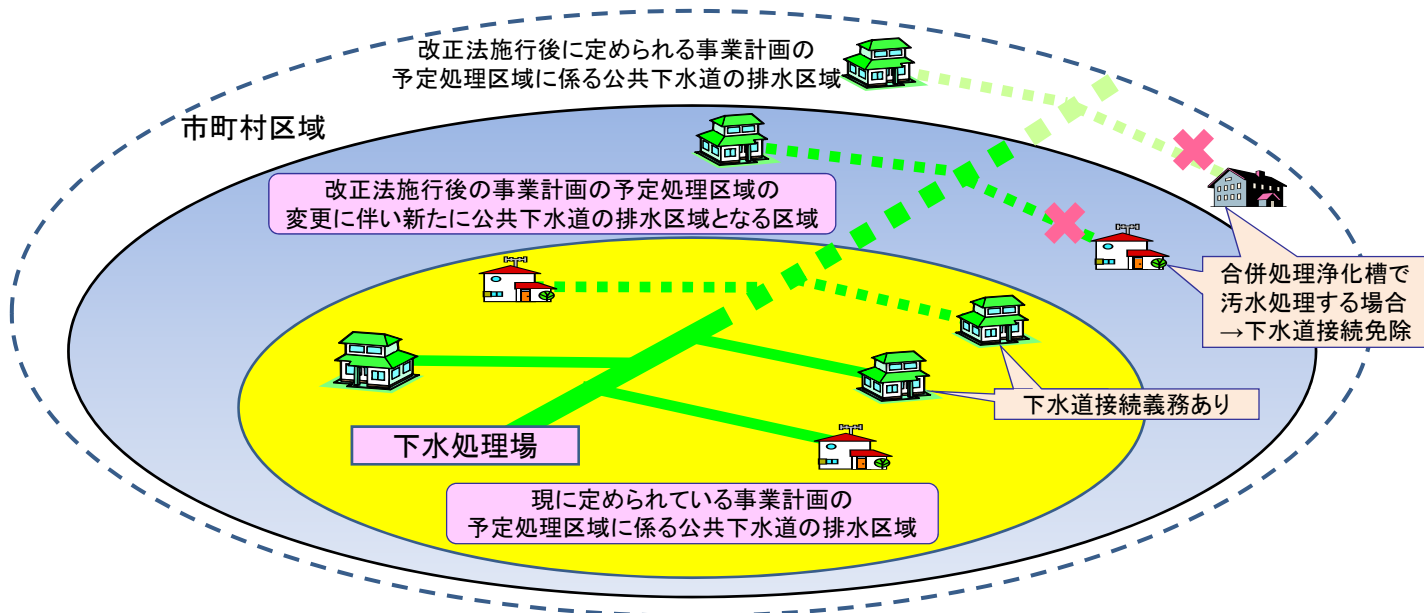 改正法施行後に定められる事業計画の
予定処理区域に係る公共下水道の排水区域
市町村区域
改正法施行後の事業計画の予定処理区域の
変更に伴い新たに公共下水道の排水区域となる区域
合併処理浄化槽で
汚水処理する場合
→下水道接続免除
下水道接続義務あり
下水処理場
現に定められている事業計画の
予定処理区域に係る公共下水道の排水区域